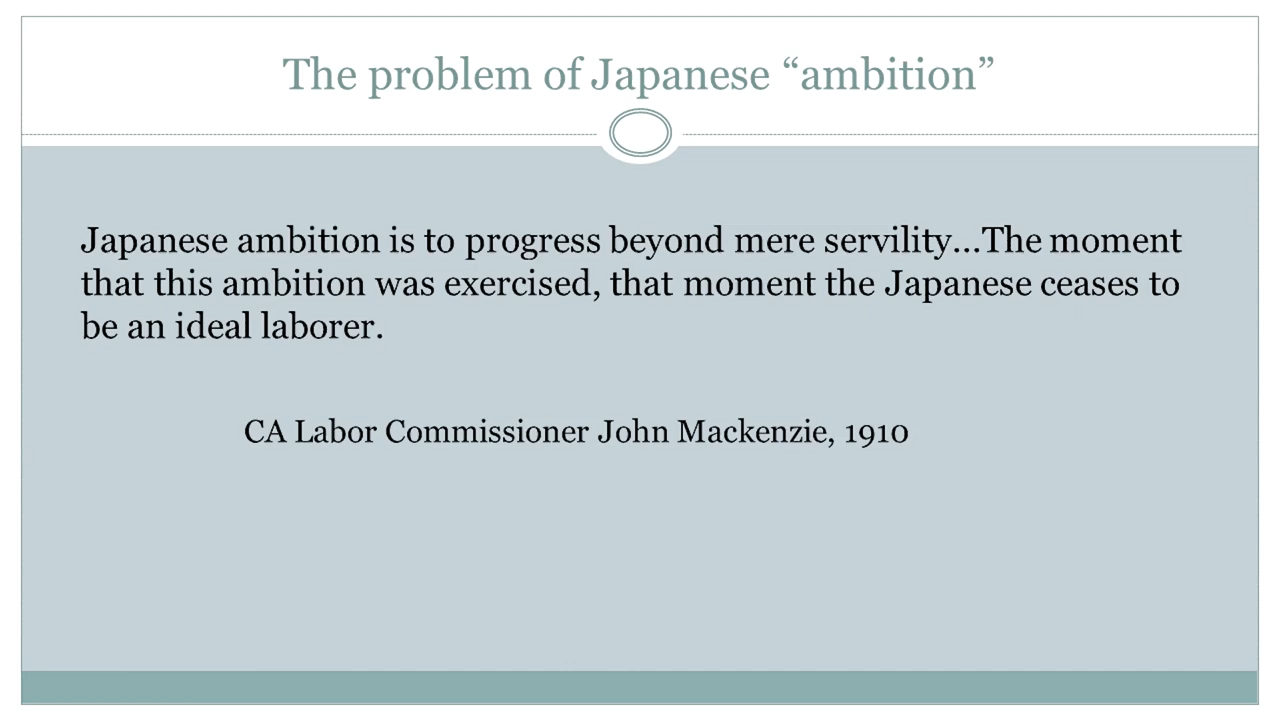 The problem of Japanese “ambition”
Japanese ambition is to progress beyond mere servility…The moment
that this ambition was exercised, that moment the Japanese ceases to
be an ideal laborer.
CA Labor Commissioner John Mackenzie, 1910